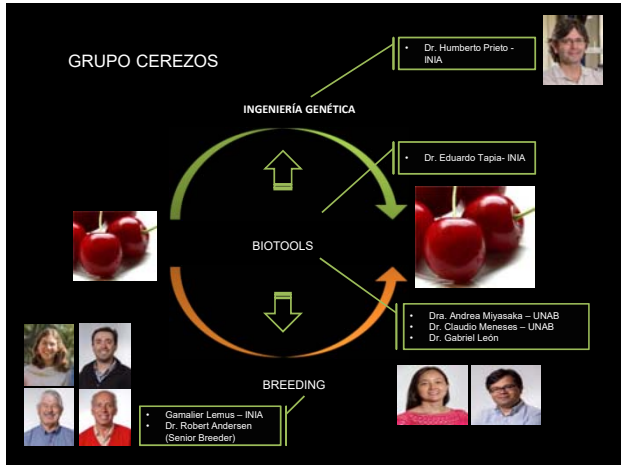 GRUPO CEREZOS
• Dr. Humberto Prieto -
INIA
INGENIERÍA GENÉTICA
• Dr. Eduardo Tapia- INIA
BIOTOOLS
• Dra. Andrea Miyasaka – UNAB
• Dr. Claudio Meneses – UNAB
• Dr. Gabriel León
BREEDING
• Gamalier Lemus – INIA
• Dr. Robert Andersen
(Senior Breeder)